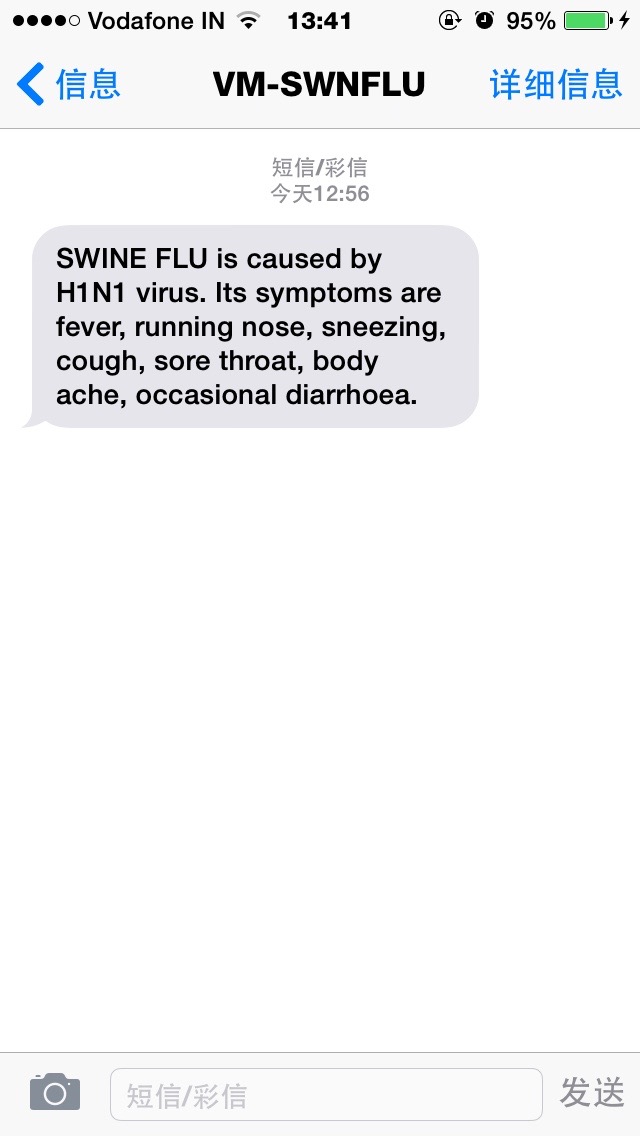 Vodafone IN 13:41 95%
信息 VM-SWNFLU 详细信息
短信/彩信
今天12:56
SWINE FLU is caused by
H1N1 virus. Its symptoms are
fever, running nose, sneezing,
cough, sore throat, body
ache, occasional diarrhoea.
短信/彩信 发送